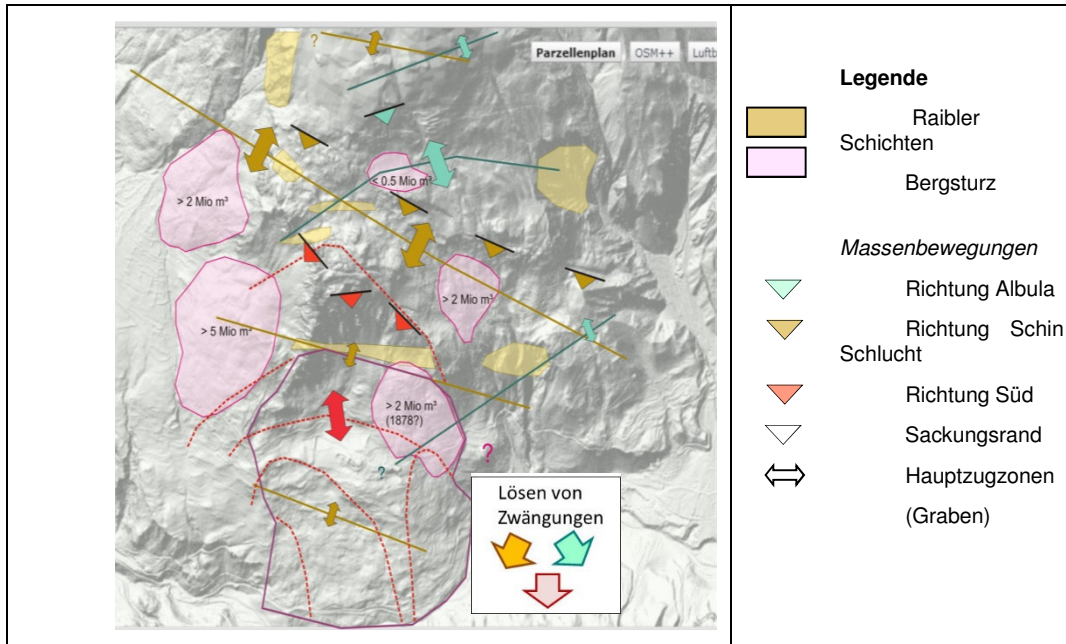 ?
Parzellenplan OSM++ Luftb
< 0.5 Mio m³
> 2 Mio m³
> 2 Mio m³
> 5 Mio m³
> 2 Mio m³
(1878?)
?
?
Lösen von
Zwängungen
Legende
Raibler
Schichten
Bergsturz
Massenbewegungen
Richtung Albula
Richtung Schin
Schlucht
Richtung Süd
Sackungsrand
Hauptzugzonen
(Graben)